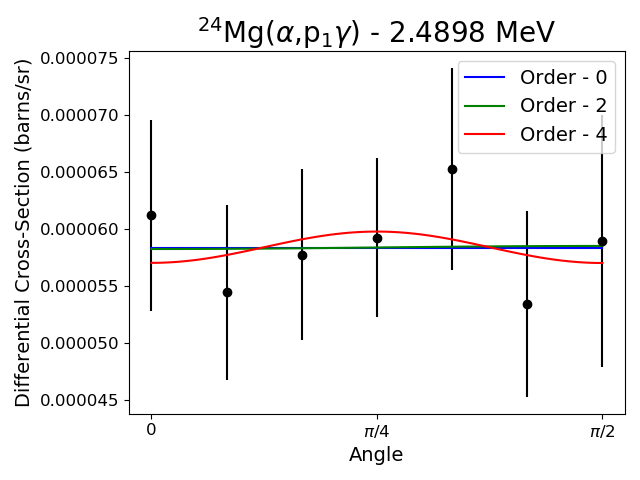 ²⁴Mg(α,p₁γ) - 2.4898 MeV
Differential Cross-Section (barns/sr)
0.000075
0.000070
0.000065
0.000060
0.000055
0.000050
0.000045
Order - 0
Order - 2
Order - 4
0
π/4
π/2
Angle